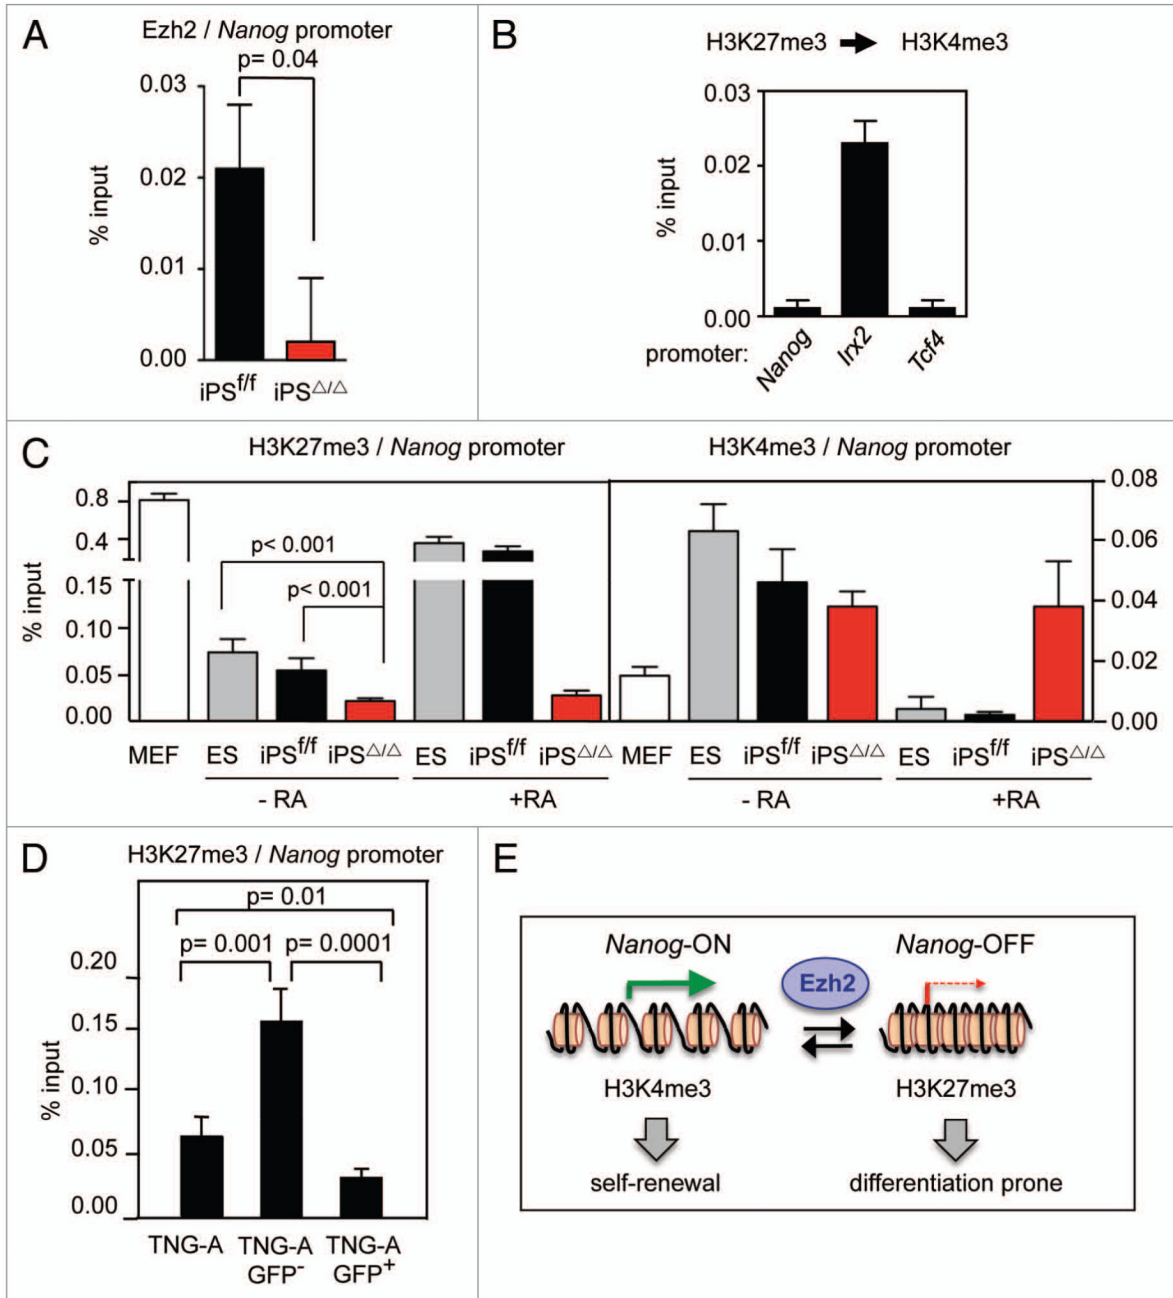 A
Ezh2 / Nanog promoter
p= 0.04
0.03
0.02
0.01
0.00
% input
iPSf/f iPS△/△
B
H3K27me3 → H3K4me3
0.03
0.02
0.01
0.00
% input
promoter: Nanog Irx2 Tcf4
C
H3K27me3 / Nanog promoter
H3K4me3 / Nanog promoter
0.8
0.4
0.15
0.10
0.05
0.00
% input
p< 0.001
p< 0.001
0.08
0.06
0.04
0.02
0.00
MEF ES iPSf/f iPS△/△ ES iPSf/f iPS△/△ MEF ES iPSf/f iPS△/△ ES iPSf/f iPS△/△
- RA +RA - RA +RA
D
H3K27me3 / Nanog promoter
p= 0.01
p= 0.001 p= 0.0001
0.20
0.15
0.10
0.05
0.00
% input
TNG-A TNG-A TNG-A
GFP- GFP+
E
Nanog-ON Nanog-OFF
Ezh2
H3K4me3 H3K27me3
self-renewal differentiation prone